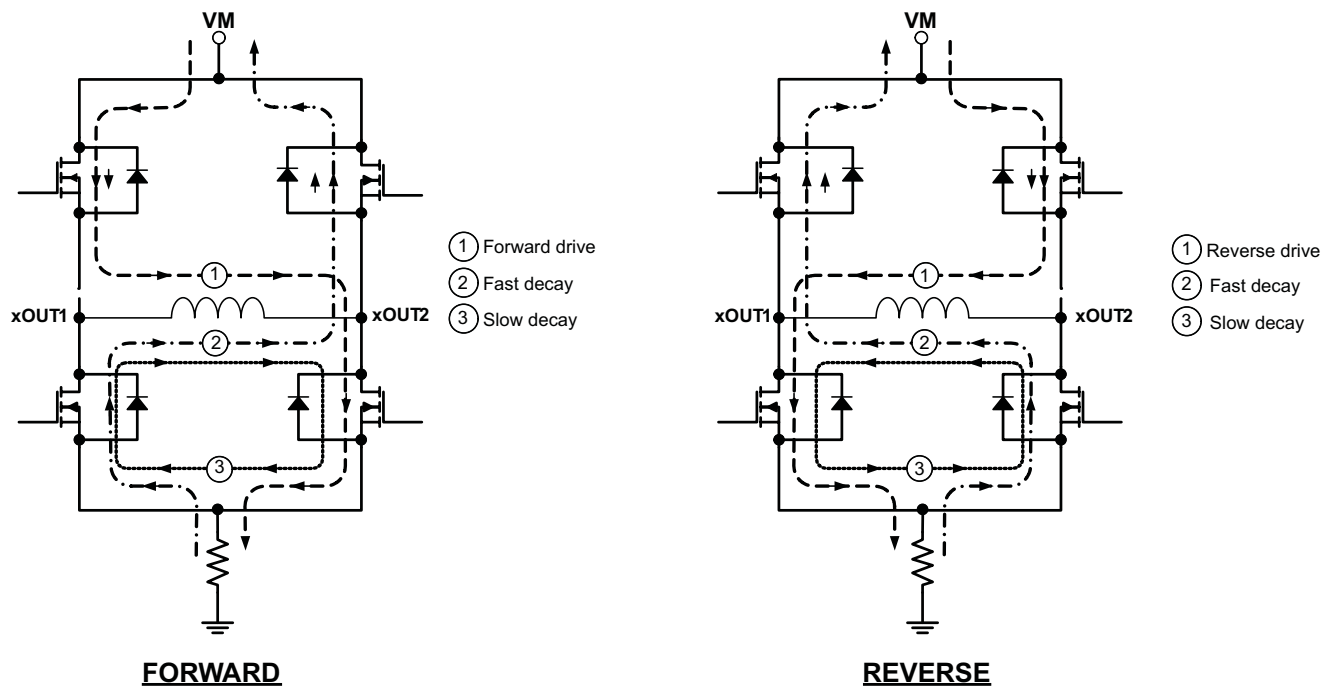 VM
xOUT1
xOUT2
1
2
3
1 Forward drive
2 Fast decay
3 Slow decay
FORWARD
VM
xOUT1
xOUT2
1
2
3
1 Reverse drive
2 Fast decay
3 Slow decay
REVERSE